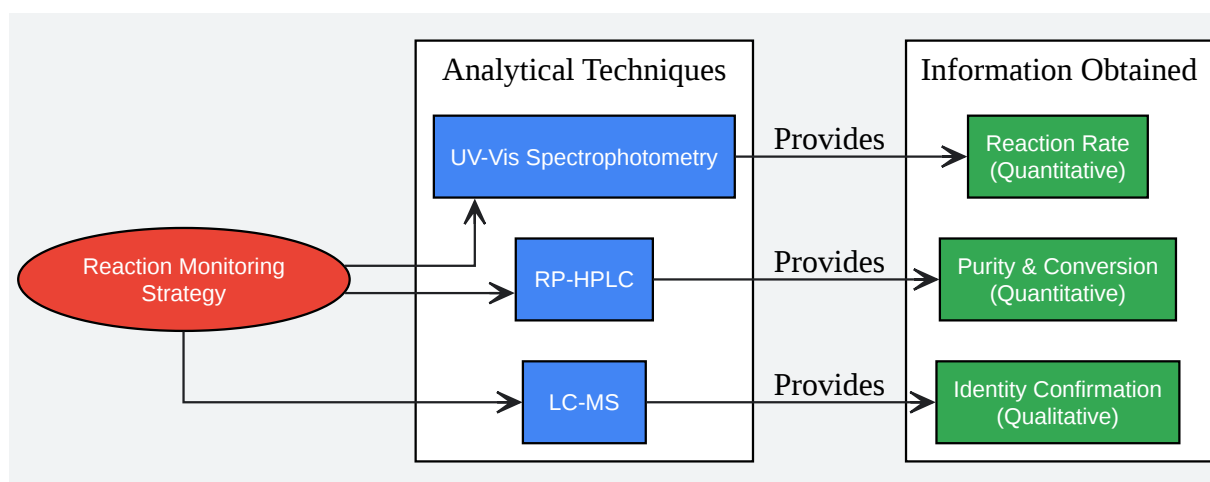 Analytical Techniques
Information Obtained
UV-Vis Spectrophotometry
Provides
Reaction Rate
(Quantitative)
Reaction Monitoring
Strategy
RP-HPLC
Provides
Purity & Conversion
(Quantitative)
LC-MS
Provides
Identity Confirmation
(Qualitative)